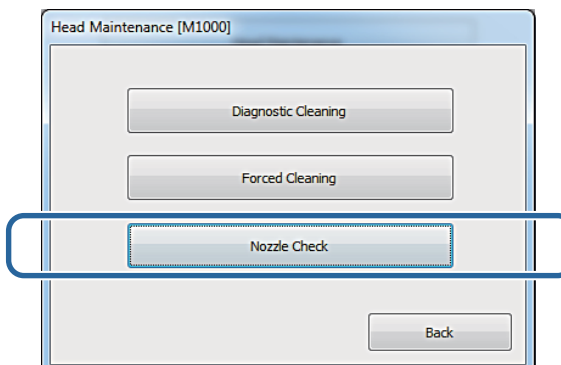 Head Maintenance [M1000]
Diagnostic Cleaning
Forced Cleaning
Nozzle Check
Back